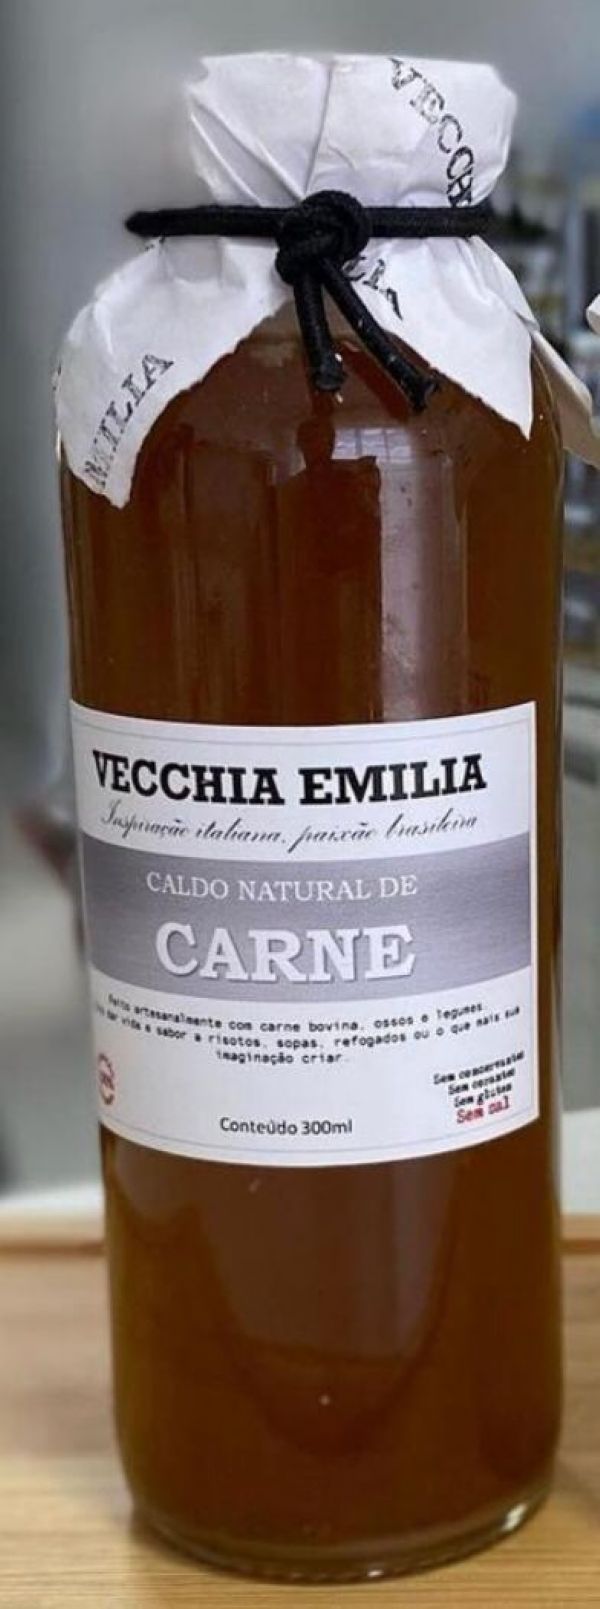 VECCHIA
EMILIA
VECCHIA EMILIA
Inspiração italiana, paixão brasileira
CALDO NATURAL DE
CARNE
Feito artesanalmente com carne bovina, ossos e legumes.
dar vida e sabor a risotos, sopas, refogados ou o que mais sua
imaginação criar.
Sem conservantes
Sem corantes
Sem glúten
Sem sal
Conteúdo 300ml